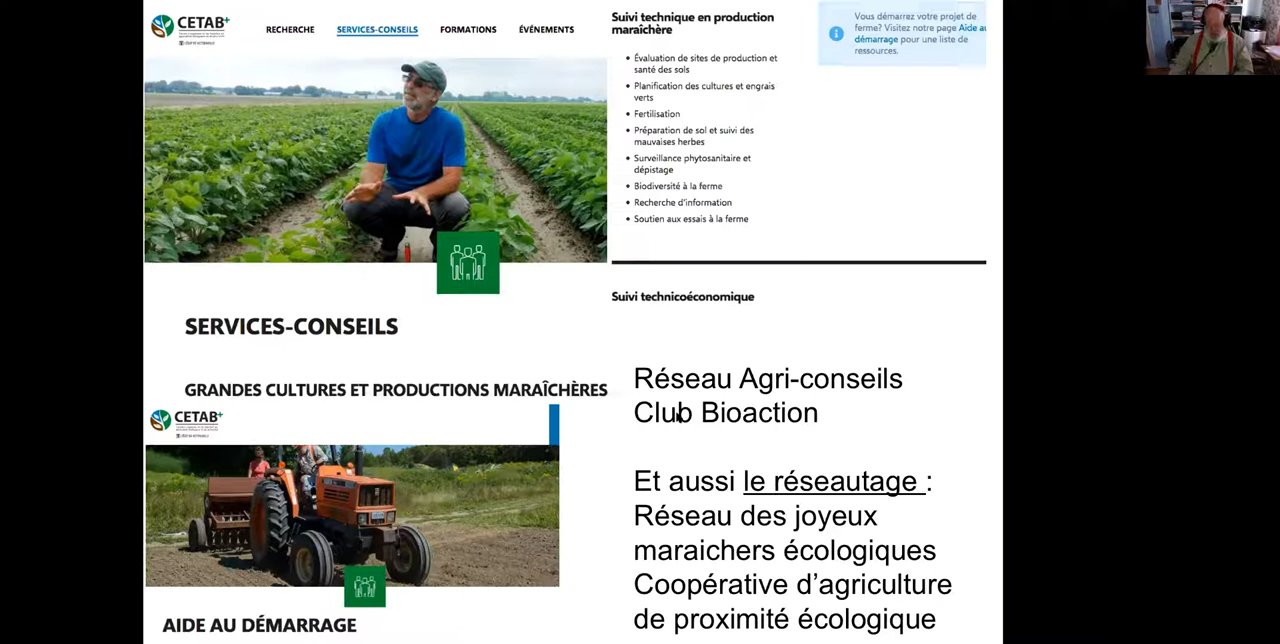 CETAB+
RECHERCHE SERVICES-CONSEILS FORMATIONS ÉVÉNEMENTS
SERVICES-CONSEILS
GRANDES CULTURES ET PRODUCTIONS MARAÎCHÈRES
CETAB+
AIDE AU DÉMARRAGE
Suivi technique en production
maraîchère
• Évaluation de sites de production et
santé des sols
• Planification des cultures et engrais
verts
• Fertilisation
• Préparation de sol et suivi des
mauvaises herbes
• Surveillance phytosanitaire et
dépistage
• Biodiversité à la ferme
• Recherche d'information
• Soutien aux essais à la ferme
Vous démarrez votre projet de
ferme? Visitez notre page Aide au
démarrage pour une liste de
ressources.
Suivi technicoéconomique
Réseau Agri-conseils
Club Bioaction
Et aussi le réseautage :
Réseau des joyeux
maraichers écologiques
Coopérative d'agriculture
de proximité écologique